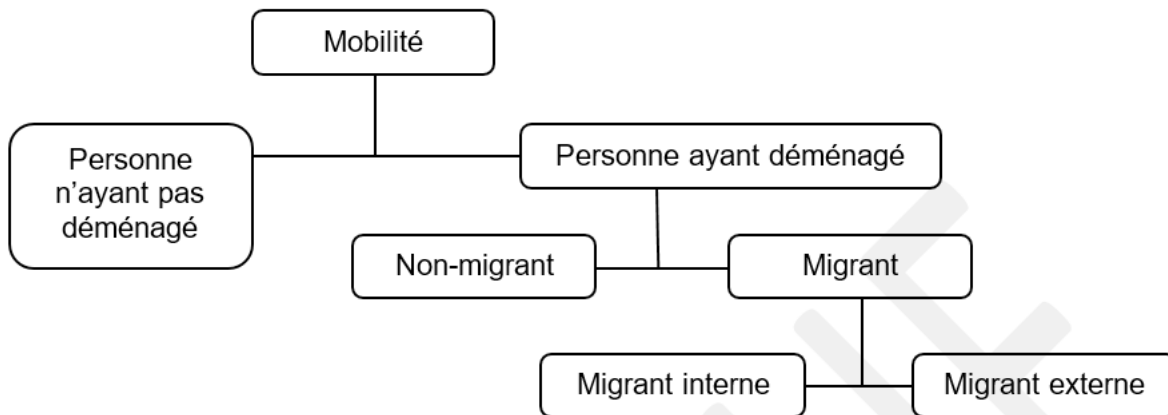 Mobilité
Personne
n’ayant pas
déménagé
Personne ayant déménagé
Non-migrant
Migrant
Migrant interne
Migrant externe